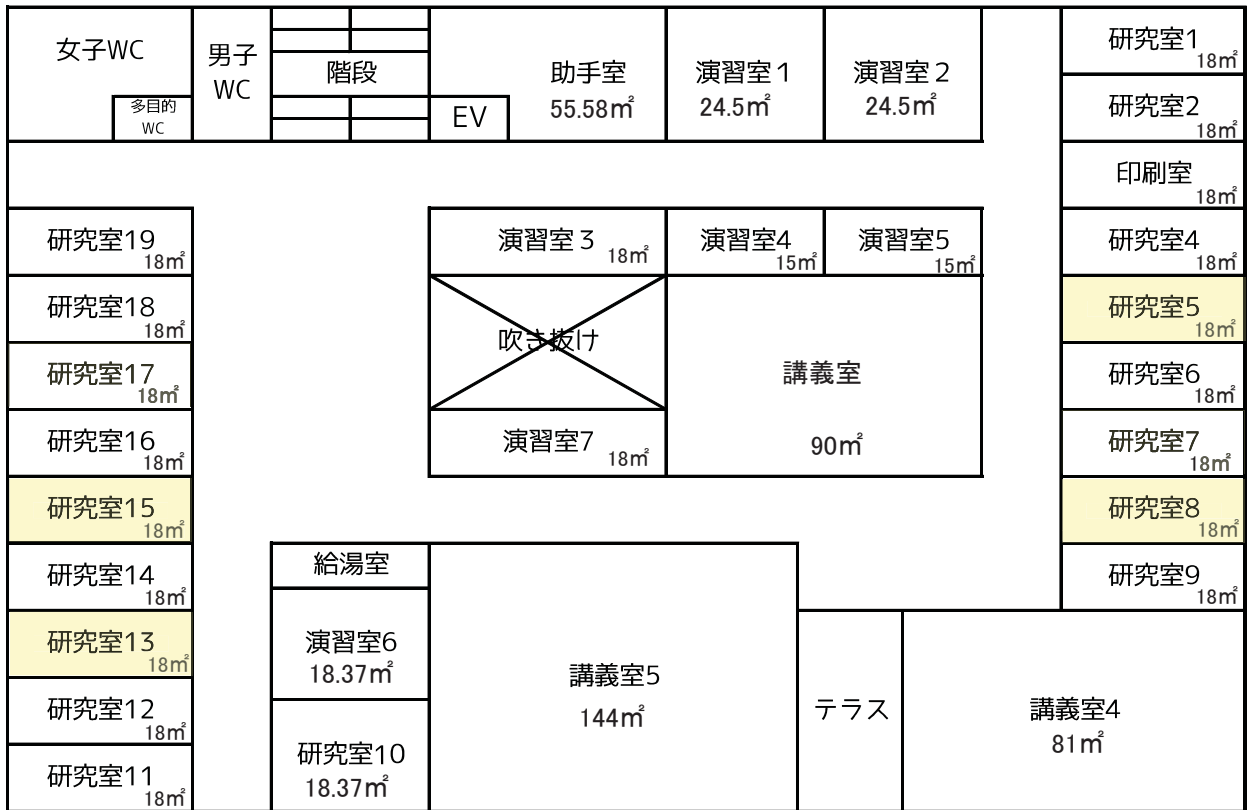 女子WC
多目的
WC
男子
WC
階段
EV
助手室
55.58㎡
演習室1
24.5㎡
演習室2
24.5㎡
研究室1
18㎡
研究室2
18㎡
印刷室
18㎡
研究室4
18㎡
研究室5
18㎡
研究室6
18㎡
研究室7
18㎡
研究室8
18㎡
研究室9
18㎡
研究室19
18㎡
研究室18
18㎡
研究室17
18㎡
研究室16
18㎡
研究室15
18㎡
研究室14
18㎡
研究室13
18㎡
研究室12
18㎡
研究室11
18㎡
演習室3
18㎡
演習室4
15㎡
演習室5
15㎡
吹き抜け
講義室
90㎡
演習室7
18㎡
給湯室
演習室6
18.37㎡
研究室10
18.37㎡
講義室5
144㎡
テラス
講義室4
81㎡